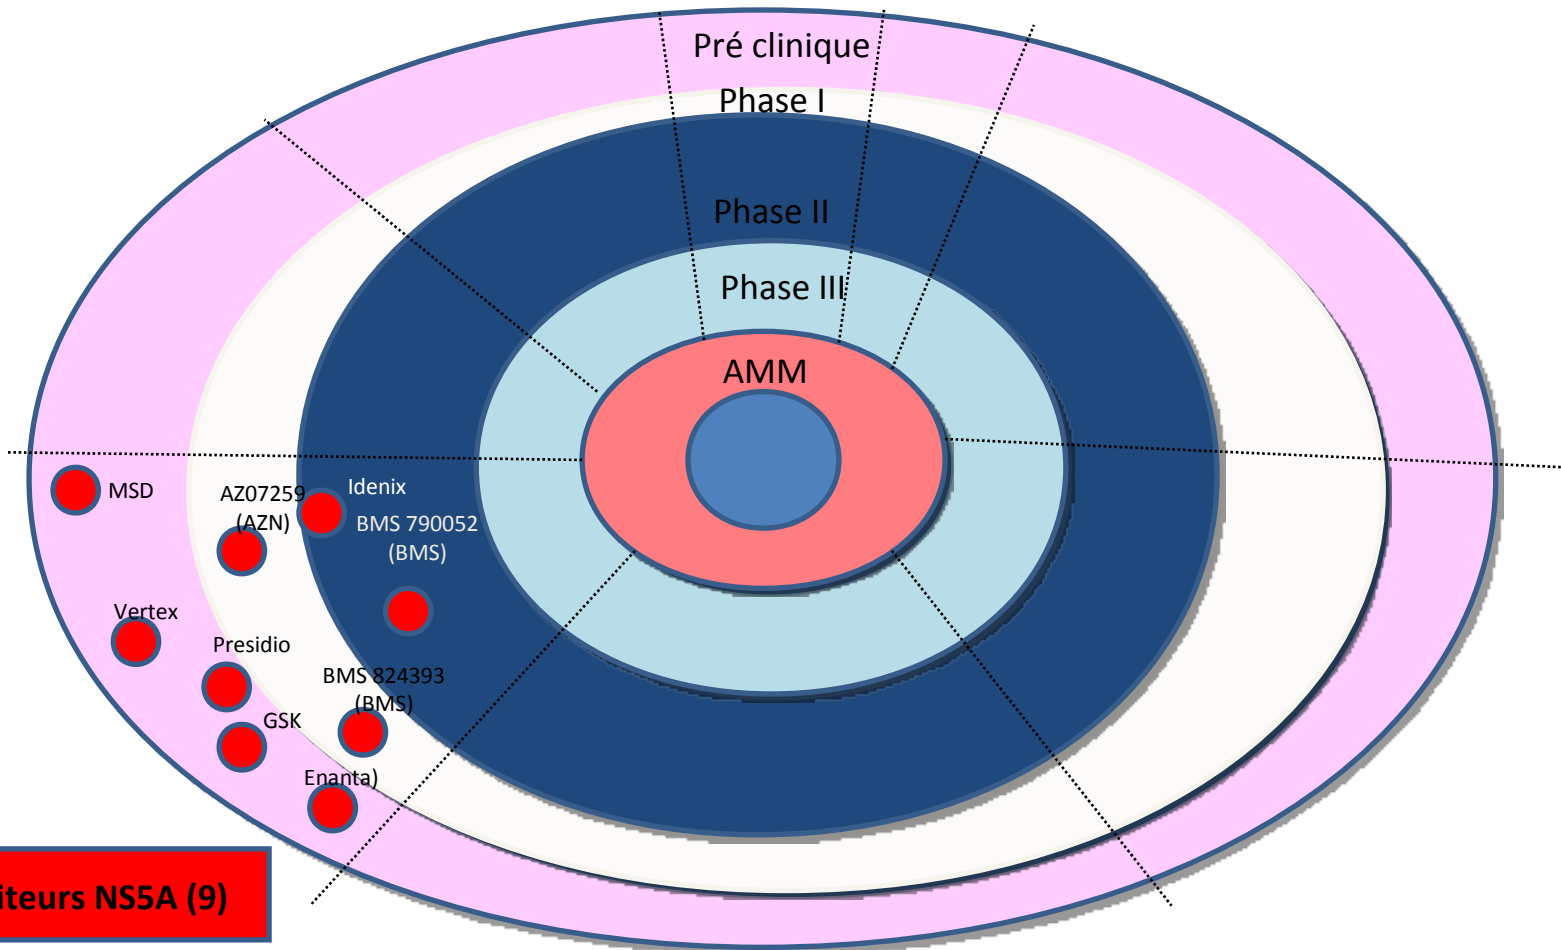 Pré clinique
Phase I
Phase II
Phase III
AMM
MSD
AZ07259
(AZN)
Idenix
BMS 790052
(BMS)
Vertex
Presidio
BMS 824393
(BMS)
GSK
Enanta)
iteurs NS5A (9)